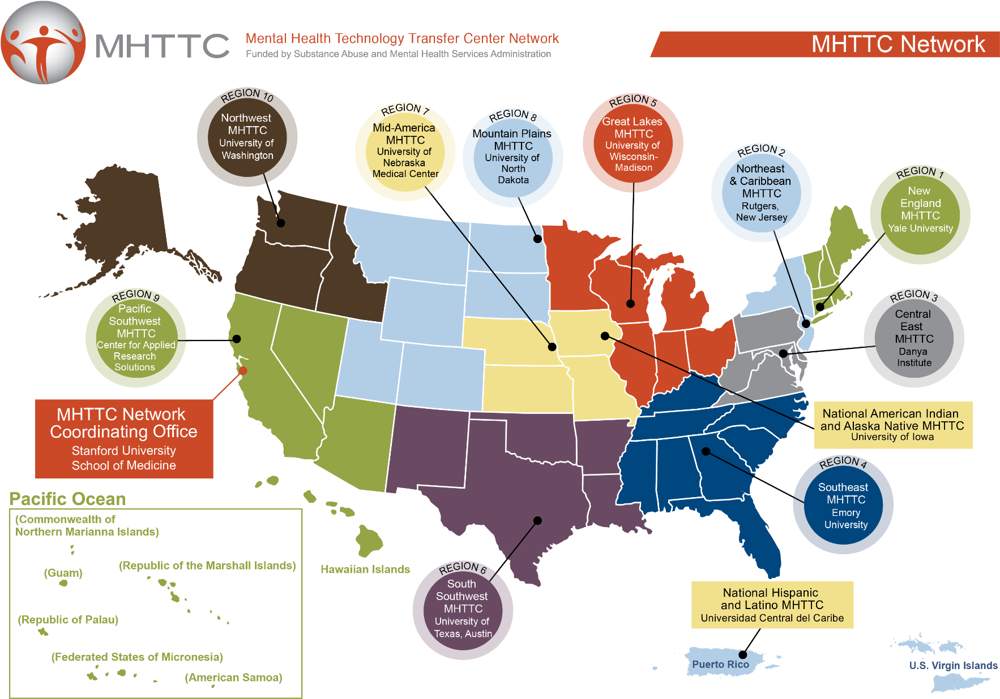 MHTTC
Mental Health Technology Transfer Center Network
Funded by Substance Abuse and Mental Health Services Administration
MHTTC Network
REGION 10
Northwest
MHTTC
University of
Washington
REGION 7
Mid-America
MHTTC
University of
Nebraska
Medical Center
REGION 8
Mountain Plains
MHTTC
University of
North
Dakota
REGION 5
Great Lakes
MHTTC
University of
Wisconsin-
Madison
REGION 2
Northeast
& Caribbean
MHTTC
Rutgers,
New Jersey
REGION 1
New
England
MHTTC
Yale University
REGION 9
Pacific
Southwest
MHTTC
Center for Applied
Research
Solutions
REGION 3
Central
East
MHTTC
Danya
Institute
MHTTC Network
Coordinating Office
Stanford University
School of Medicine
National American Indian
and Alaska Native MHTTC
University of Iowa
REGION 4
Southeast
MHTTC
Emory
University
Pacific Ocean
(Commonwealth of
Northern Marianna Islands)
(Guam)
(Republic of the Marshall Islands)
(Republic of Palau)
(Federated States of Micronesia)
(American Samoa)
Hawaiian Islands
REGION 6
South
Southwest
MHTTC
University of
Texas, Austin
National Hispanic
and Latino MHTTC
Universidad Central del Caribe
Puerto Rico
U.S. Virgin Islands